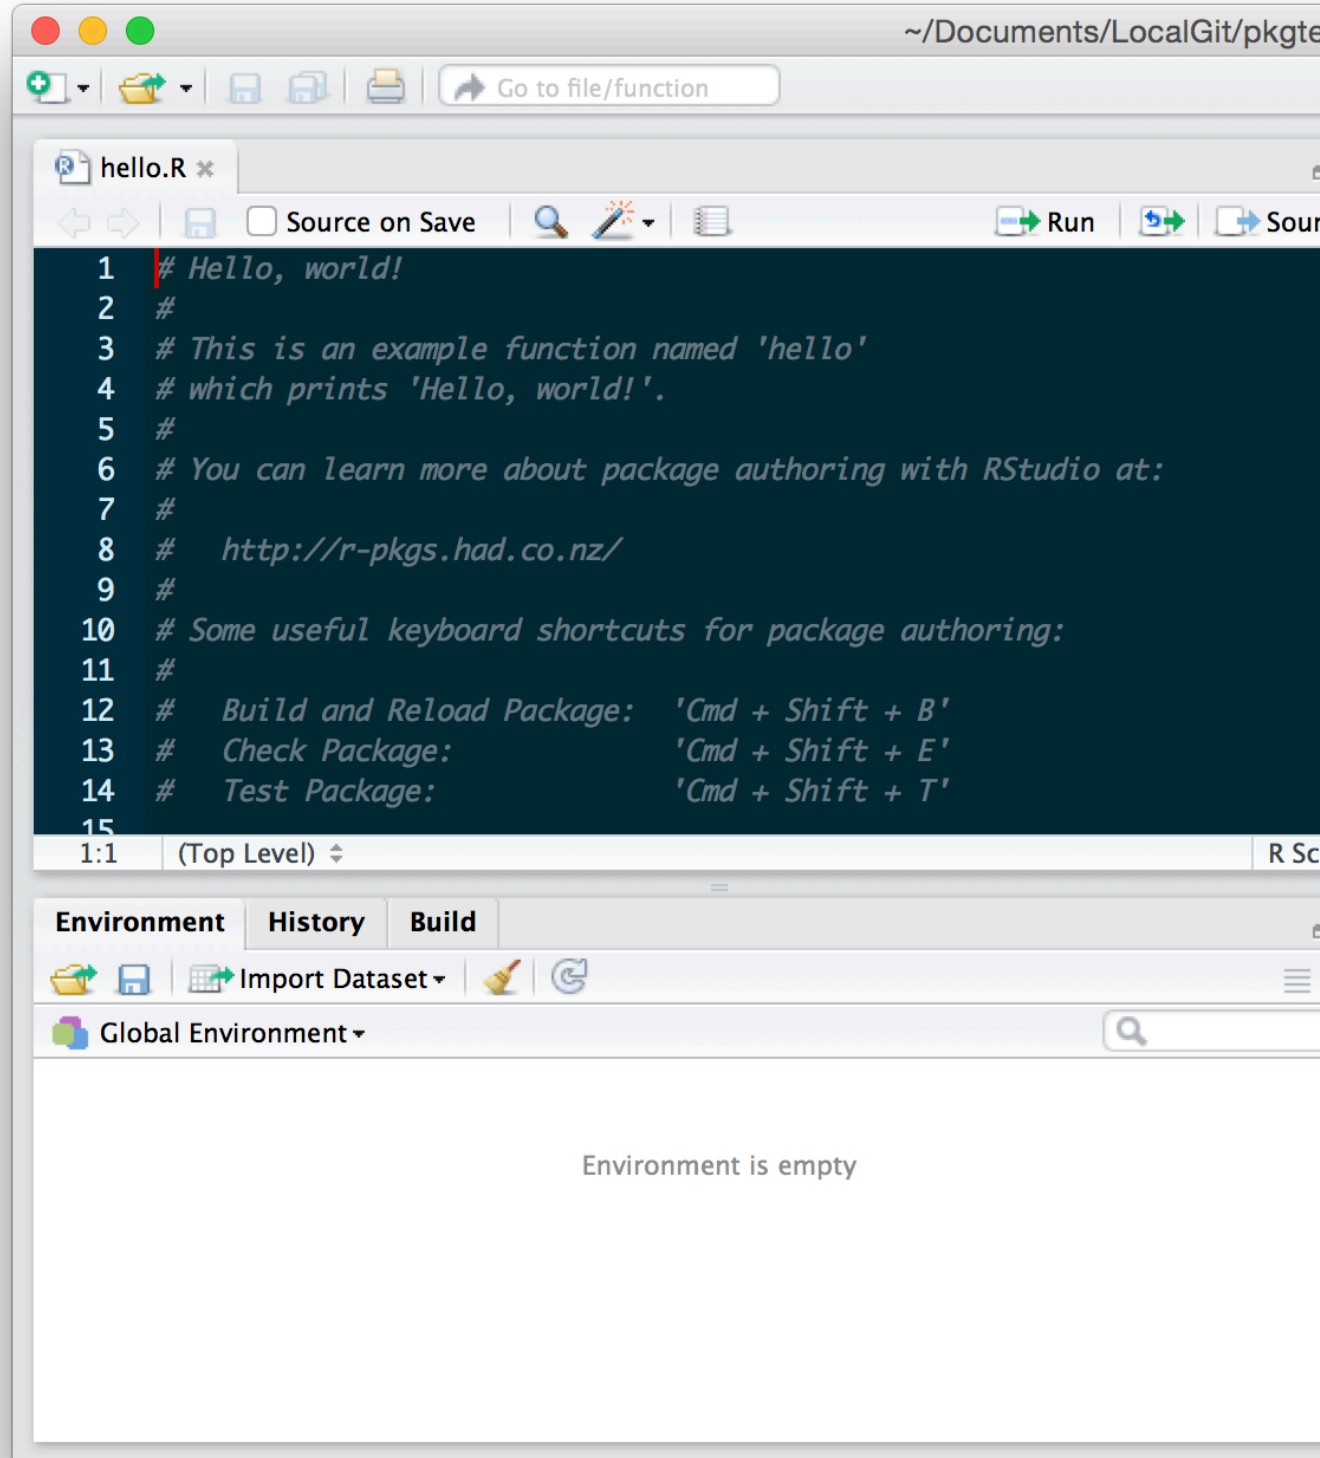 ~/Documents/LocalGit/pkgte
Go to file/function
hello.R
Source on Save
Run
Sour
1 # Hello, world!
2 #
3 # This is an example function named 'hello'
4 # which prints 'Hello, world!'.
5 #
6 # You can learn more about package authoring with RStudio at:
7 #
8 #   http://r-pkgs.had.co.nz/
9 #
10 # Some useful keyboard shortcuts for package authoring:
11 #
12 #   Build and Reload Package:  'Cmd + Shift + B'
13 #   Check Package:             'Cmd + Shift + E'
14 #   Test Package:              'Cmd + Shift + T'
15
1:1 (Top Level) R Sc
Environment History Build
Import Dataset
Global Environment
Environment is empty